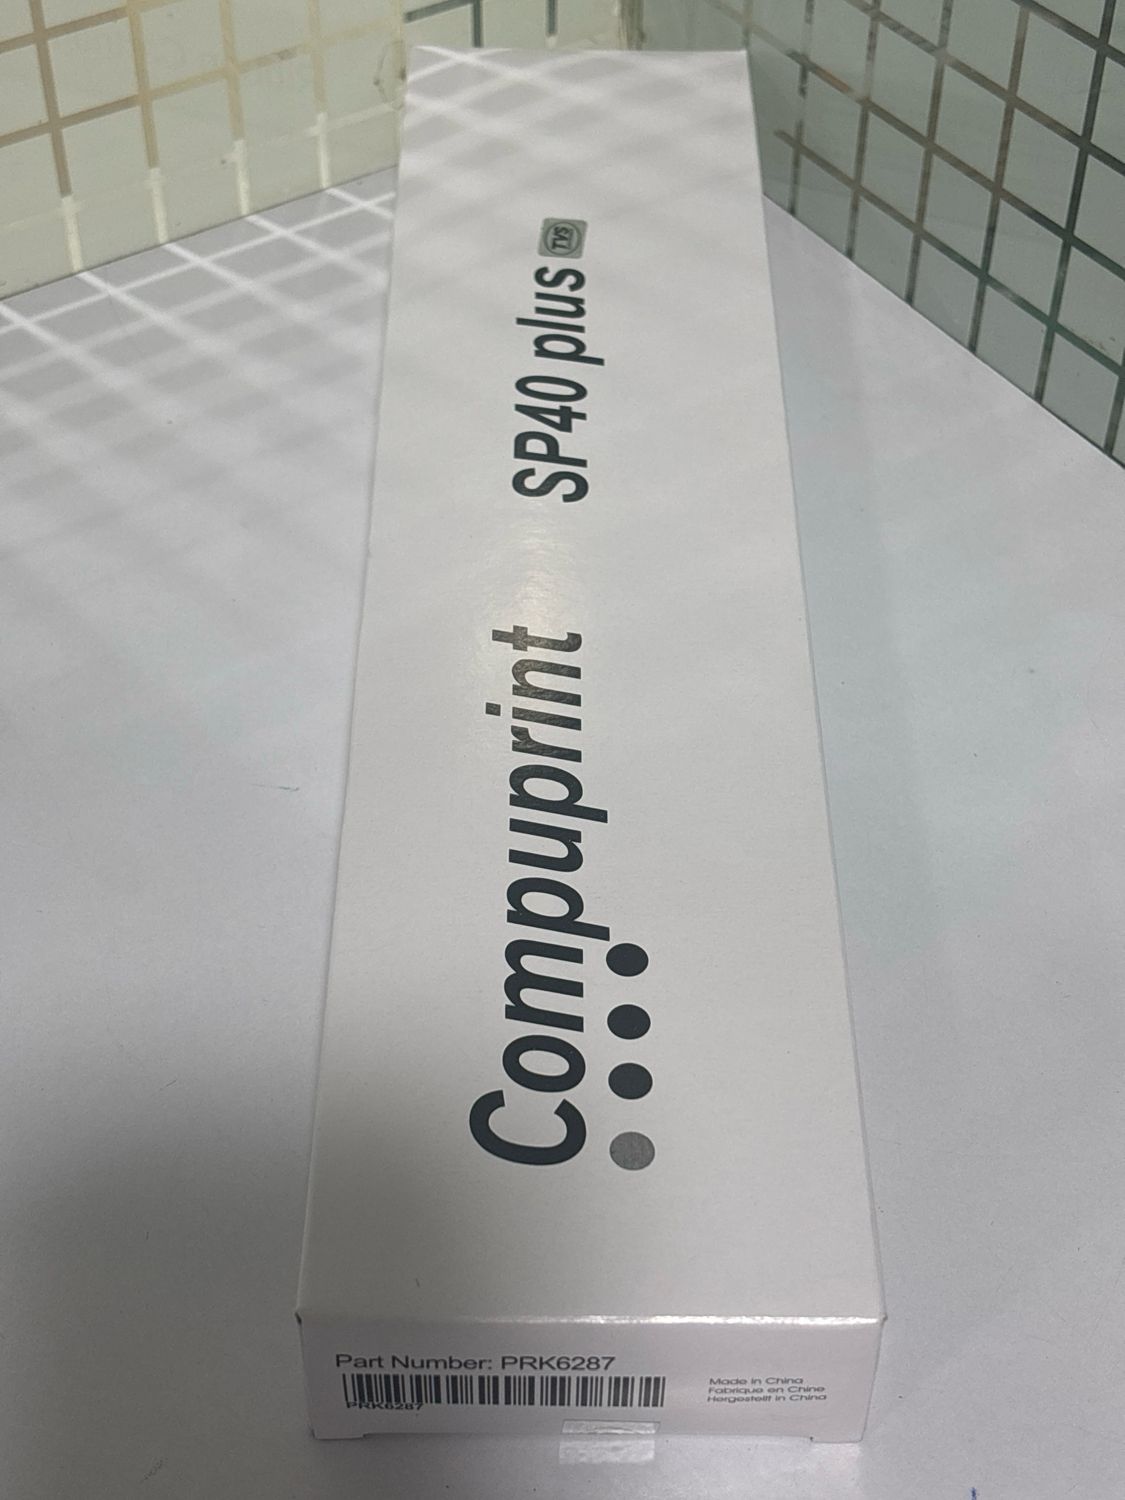 Compuprint SP40 plus TVS
Part Number: PRK6287
PRK6287
Made in China
Fabrique en Chine
Hergestellt in China